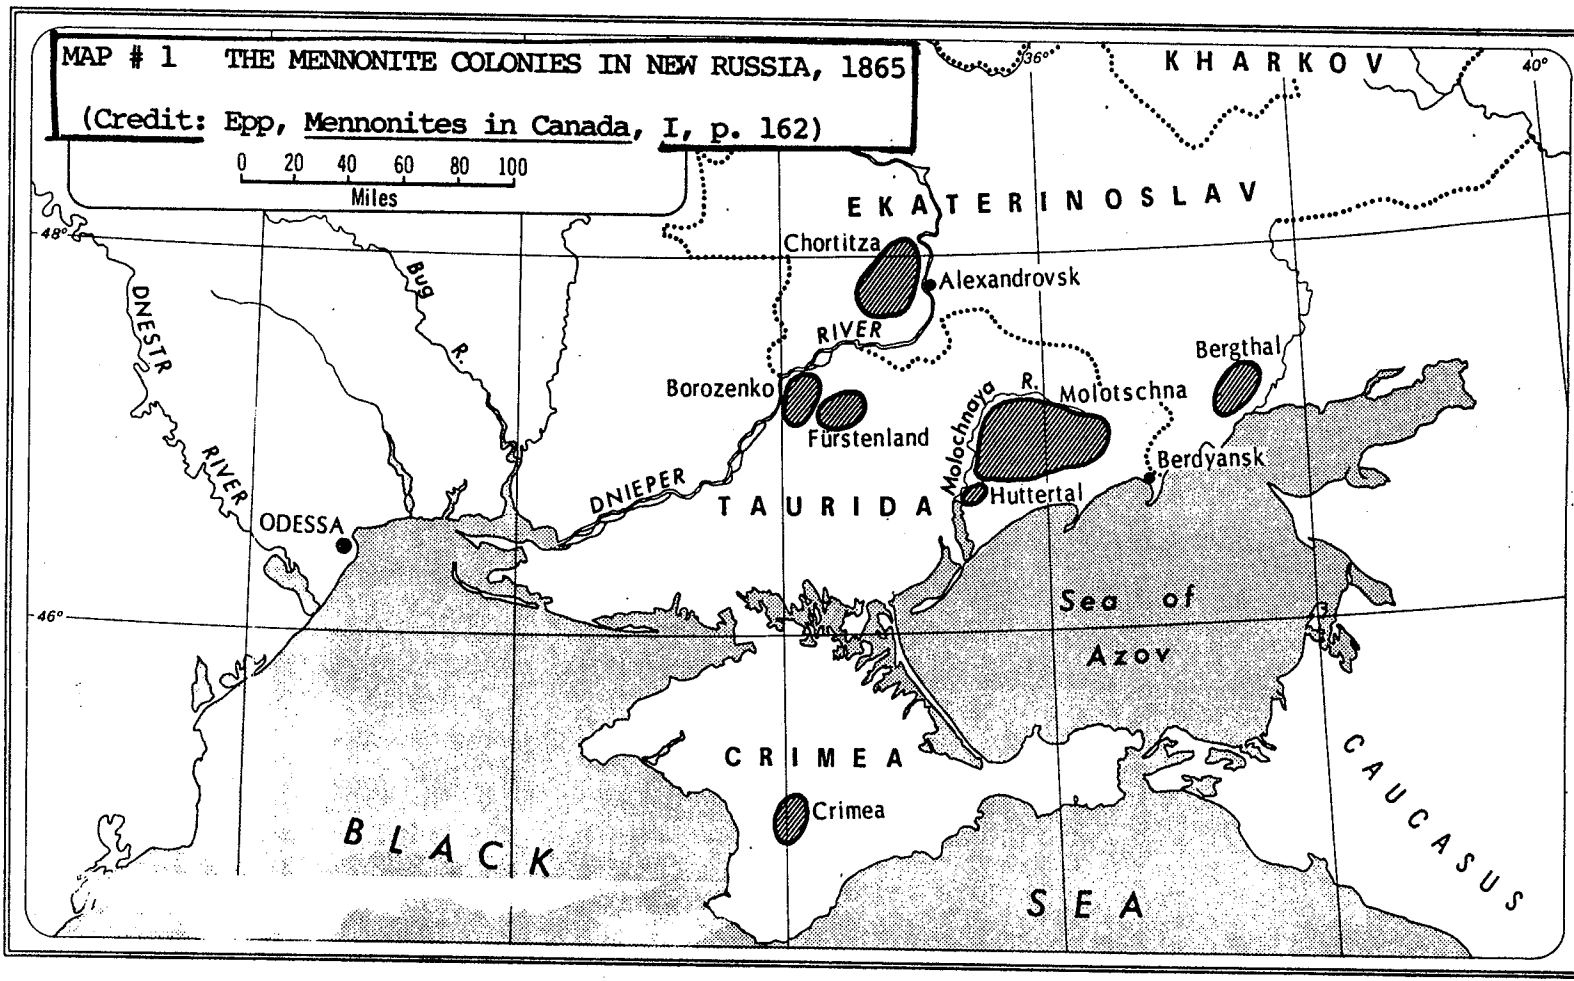 MAP # 1 THE MENNONITE COLONIES IN NEW RUSSIA, 1865
(Credit: Epp, Mennonites in Canada, I, p. 162)
0 20 40 60 80 100
Miles
36°
KHARKOV
40°
EKATERINOSLAV
48°
Chortitza
Alexandrovsk
Bug
R.
DNESTR
RIVER
RIVER
Bergthal
Borozenko
Fürstenland
Molochnaya
R.
Molotschna
Berdyansk
Huttertal
DNIEPER
TAURIDA
ODESSA
46°
Sea of
Azov
CRIMEA
Crimea
CAUCASUS
BLACK
SEA